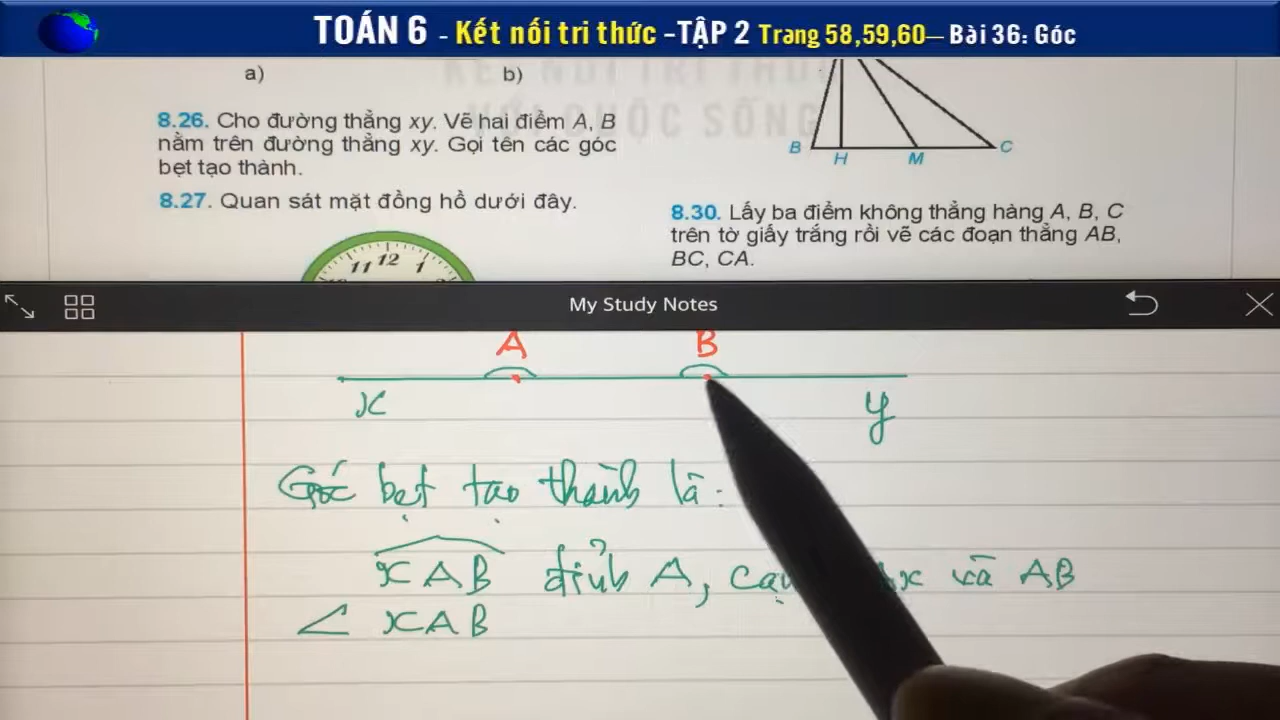 TOÁN 6 - Kết nối tri thức -TẬP 2 Trang 58,59,60– Bài 36: Góc
a) b)
8.26. Cho đường thẳng xy. Vẽ hai điểm A, B
nằm trên đường thẳng xy. Gọi tên các góc
bẹt tạo thành.
8.27. Quan sát mặt đồng hồ dưới đây.
11 12 1
B H M C
8.30. Lấy ba điểm không thẳng hàng A, B, C
trên tờ giấy trắng rồi vẽ các đoạn thẳng AB,
BC, CA.
My Study Notes
A B
x y
Góc bẹt tạo thành là:
xAB đỉnh A, và AB
∠ xAB